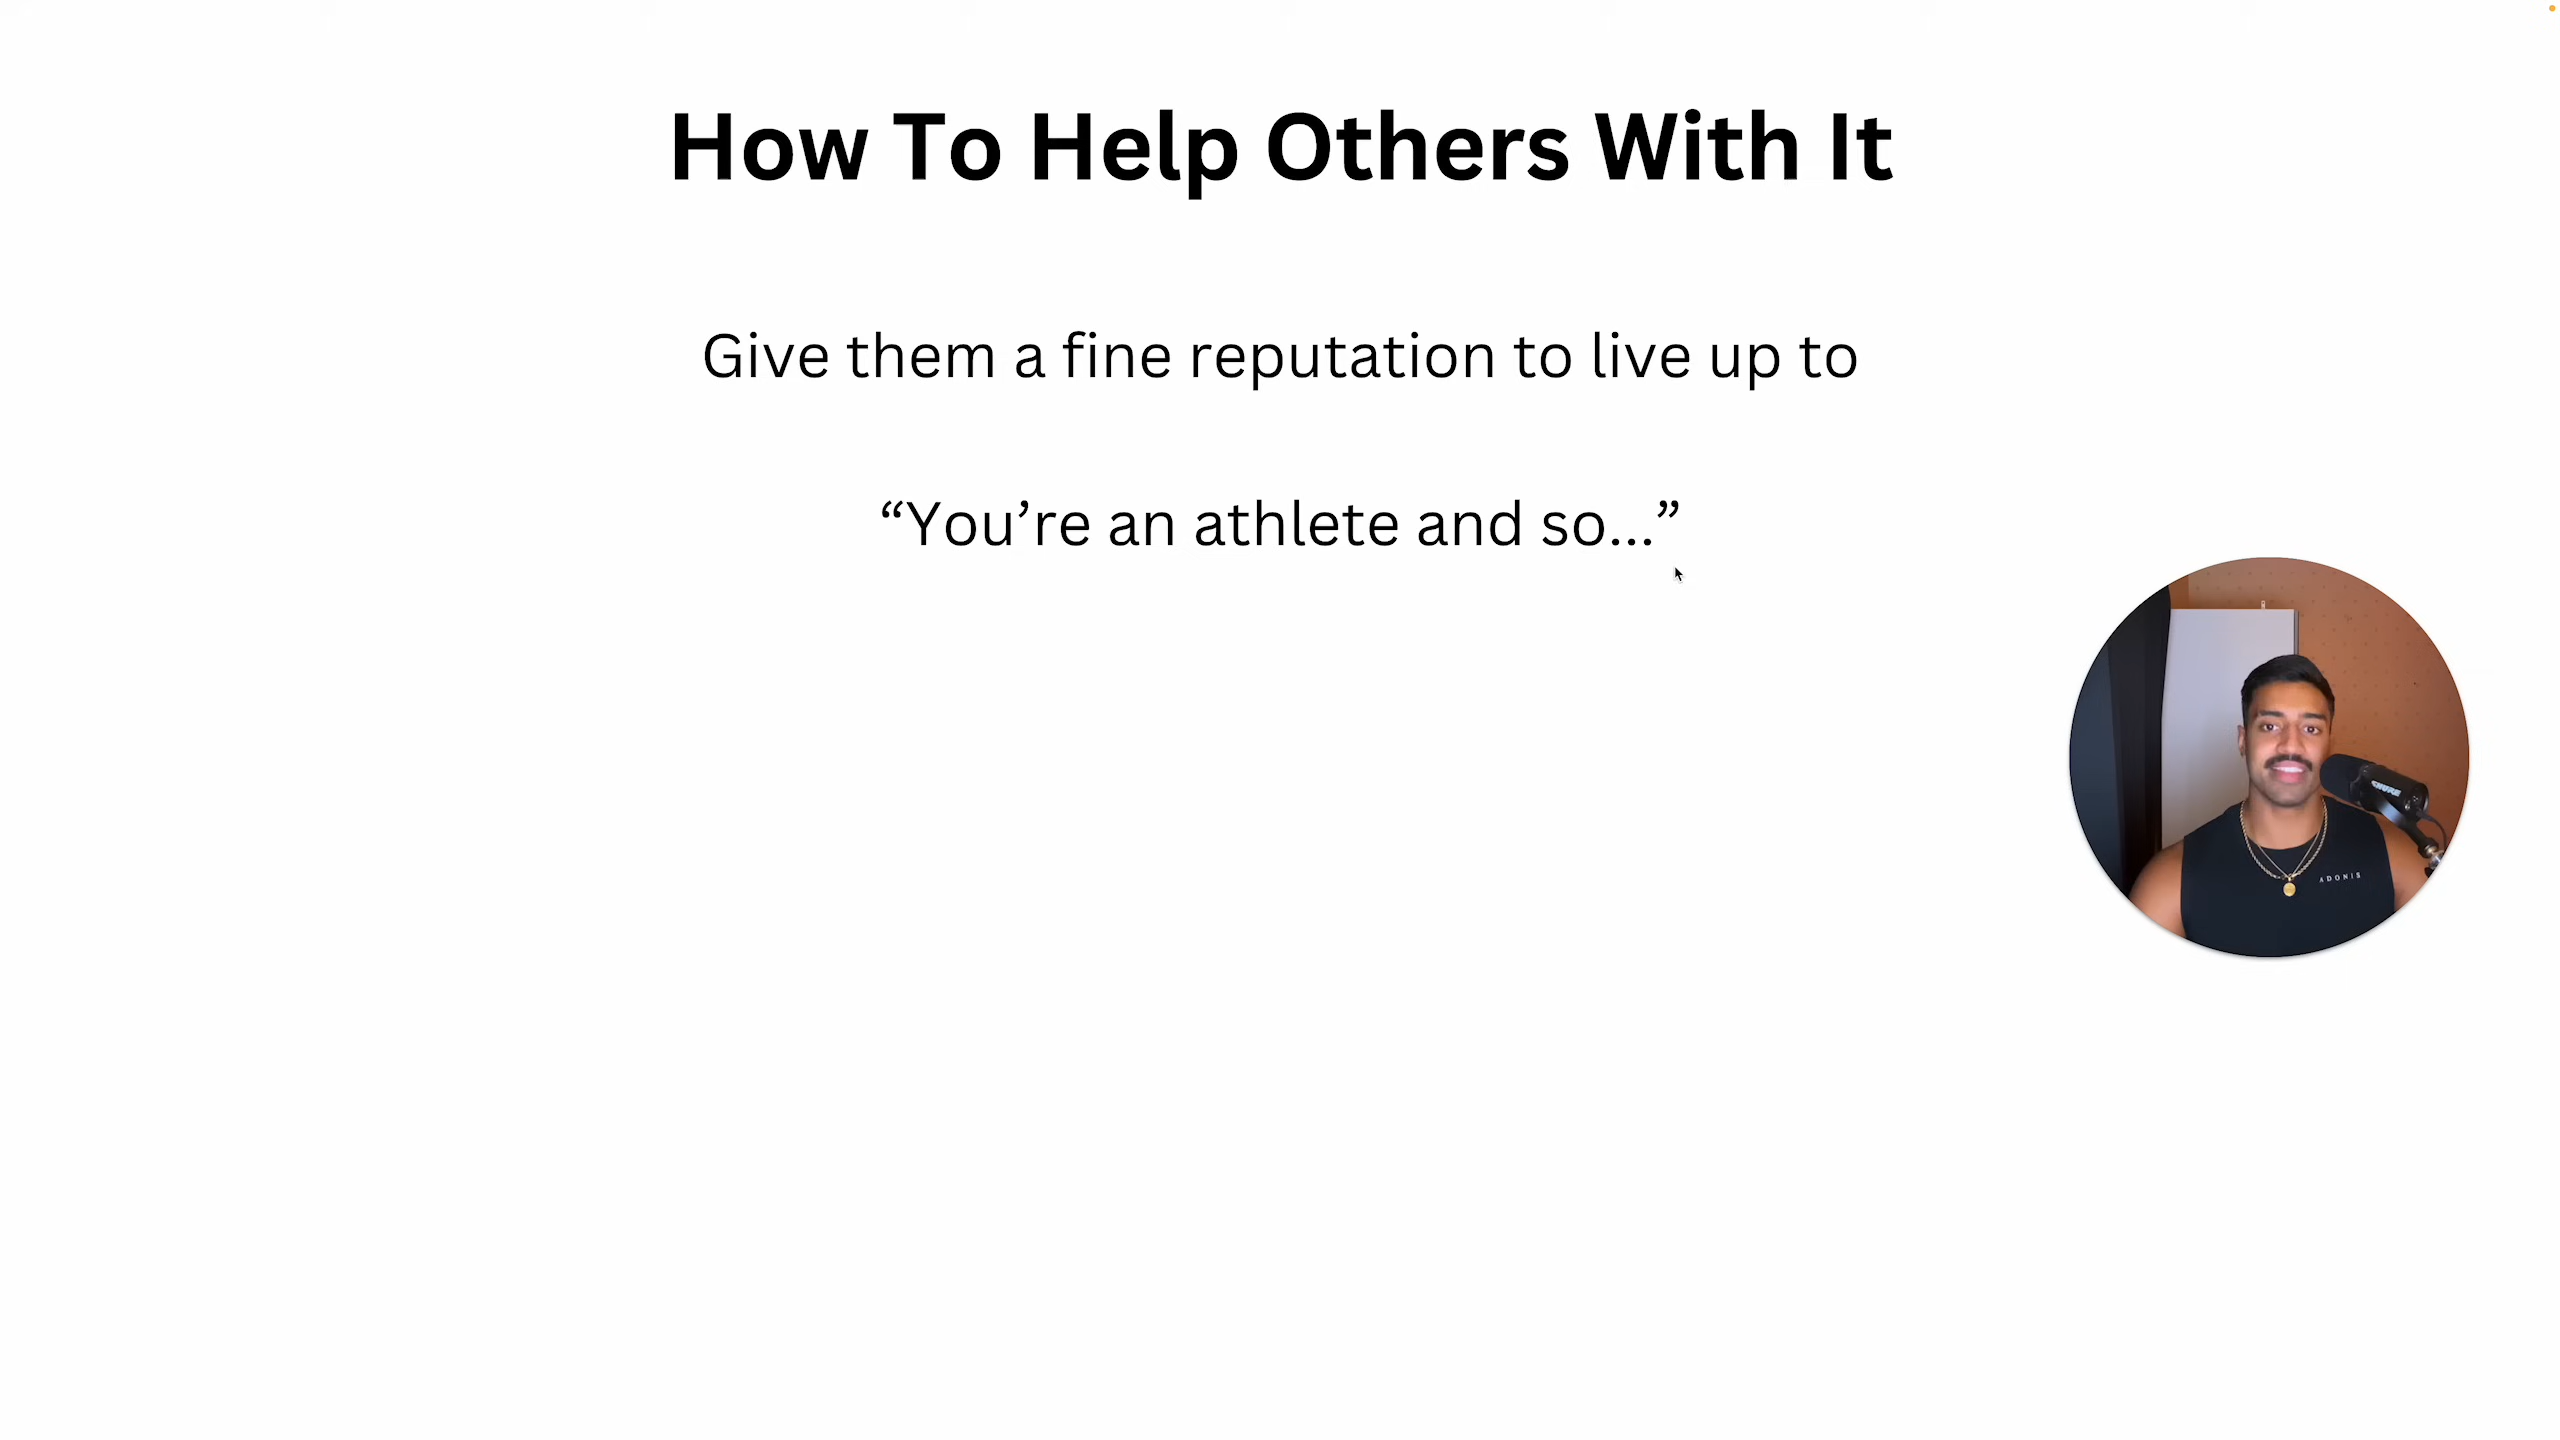 How To Help Others With It
Give them a fine reputation to live up to
“You’re an athlete and so...”
SHURE
ADONIS